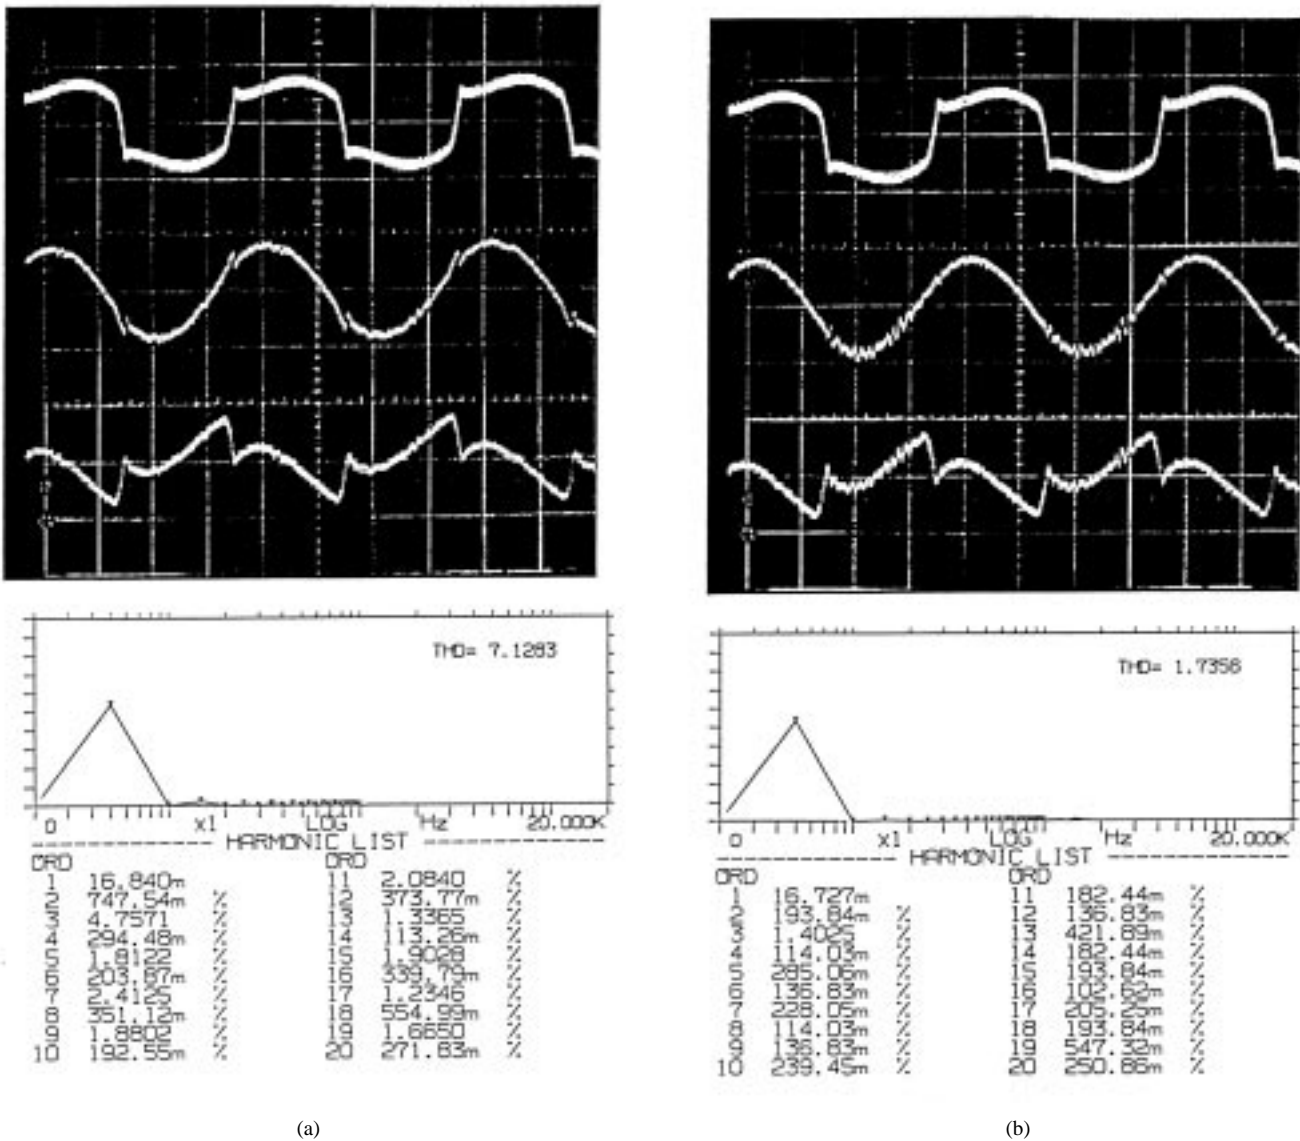 THD= 7.1283
0 x1 LOG Hz 20.000K
HARMONIC LIST
ORD ORD
1 16.840m 11 2.0840 %
2 747.54m % 12 373.77m %
3 4.7571 % 13 1.3365 %
4 294.48m % 14 113.26m %
5 1.8122 % 15 1.9028 %
6 203.87m % 16 339.79m %
7 2.4125 % 17 1.2346 %
8 351.12m % 18 554.99m %
9 1.8802 % 19 1.6650 %
10 192.55m % 20 271.83m %
(a)
THD= 1.7356
0 x1 LOG Hz 20.000K
HARMONIC LIST
ORD ORD
1 16.727m 11 182.44m %
2 193.84m % 12 136.83m %
3 1.4025 % 13 421.89m %
4 114.03m % 14 182.44m %
5 285.06m % 15 193.84m %
6 136.83m % 16 102.62m %
7 228.05m % 17 205.25m %
8 114.03m % 18 193.84m %
9 136.83m % 19 547.32m %
10 239.45m % 20 250.86m %
(b)